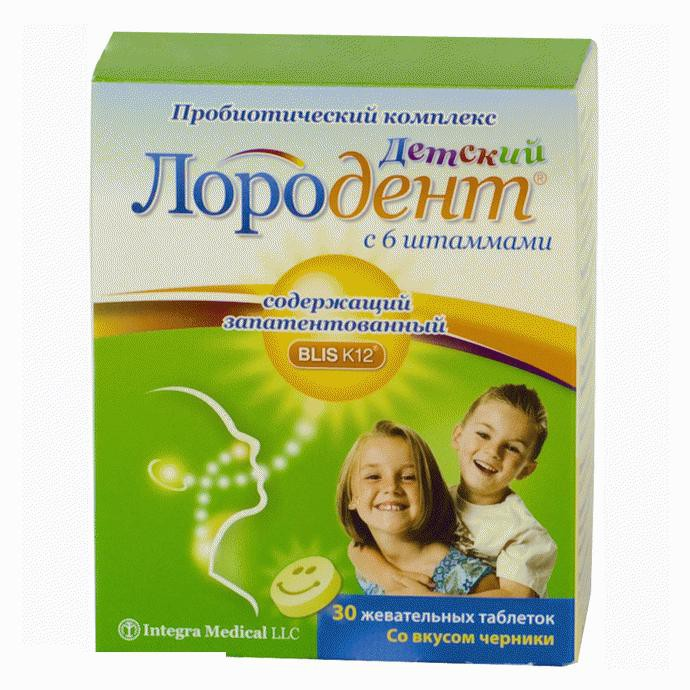 Пробиотический комплекс
Детский
Лородент®
с 6 штаммами
содержащий
запатентованный
BLIS K12®
30 жевательных таблеток
Со вкусом черники
Integra Medical LLC